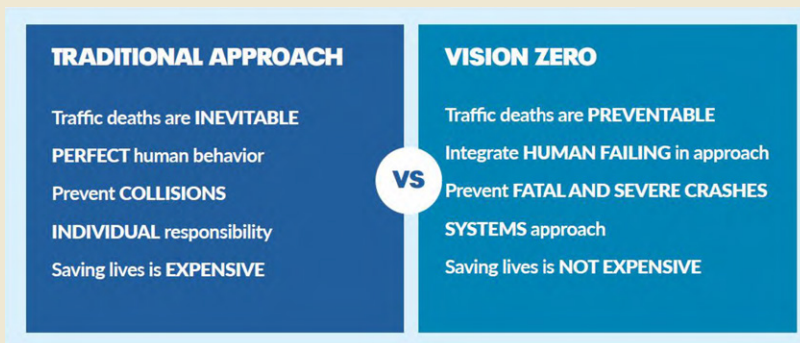 TRADITIONAL APPROACH
Traffic deaths are INEVITABLE
PERFECT human behavior
Prevent COLLISIONS
INDIVIDUAL responsibility
Saving lives is EXPENSIVE
VS
VISION ZERO
Traffic deaths are PREVENTABLE
Integrate HUMAN FAILING in approach
Prevent FATAL AND SEVERE CRASHES
SYSTEMS approach
Saving lives is NOT EXPENSIVE